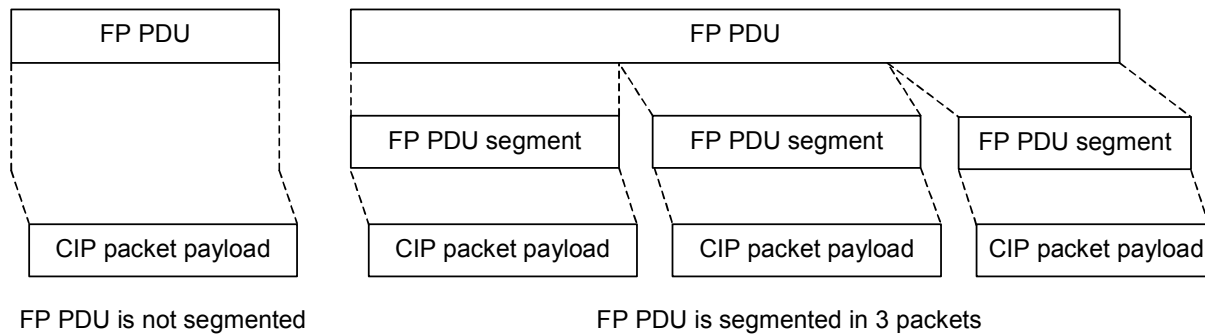 FP PDU FP PDU
FP PDU segment FP PDU segment FP PDU segment
CIP packet payload CIP packet payload CIP packet payload CIP packet payload
FP PDU is not segmented FP PDU is segmented in 3 packets